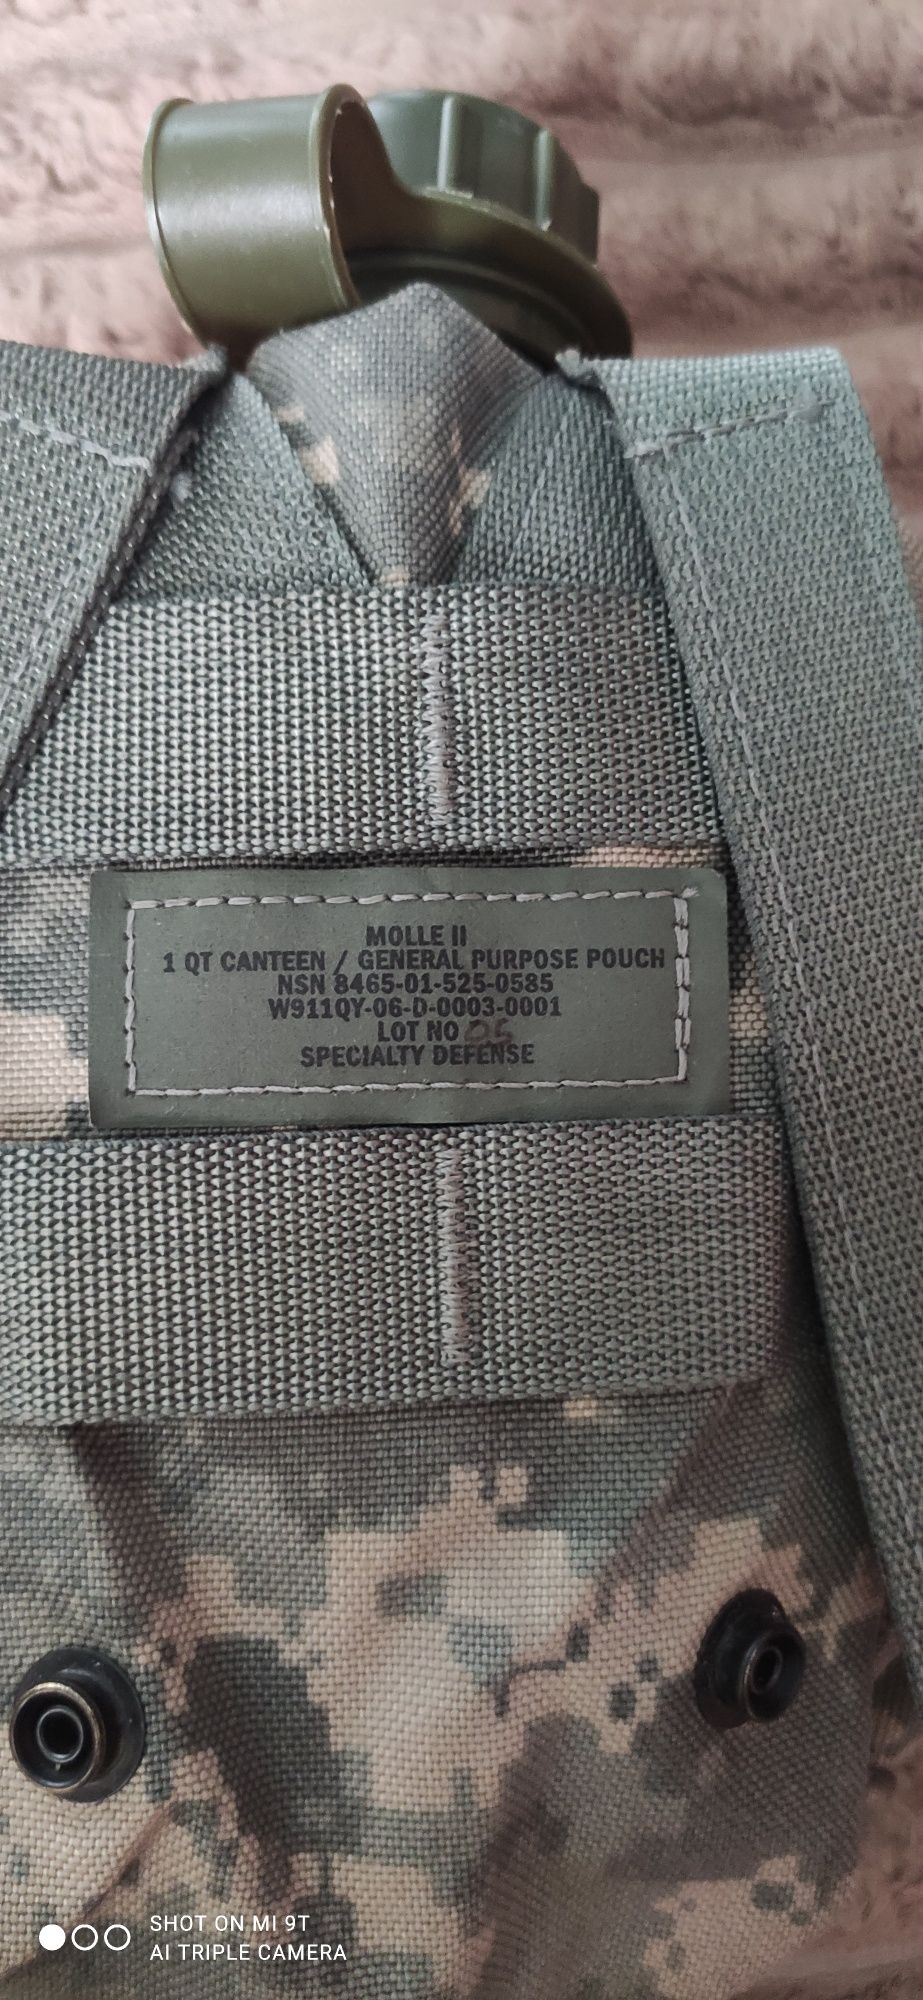 MOLLE II
1 QT CANTEEN / GENERAL PURPOSE POUCH
NSN 8465-01-525-0585
W911QY-06-D-0003-0001
LOT NO
SPECIALTY DEFENSE
SHOT ON MI 9T
AI TRIPLE CAMERA